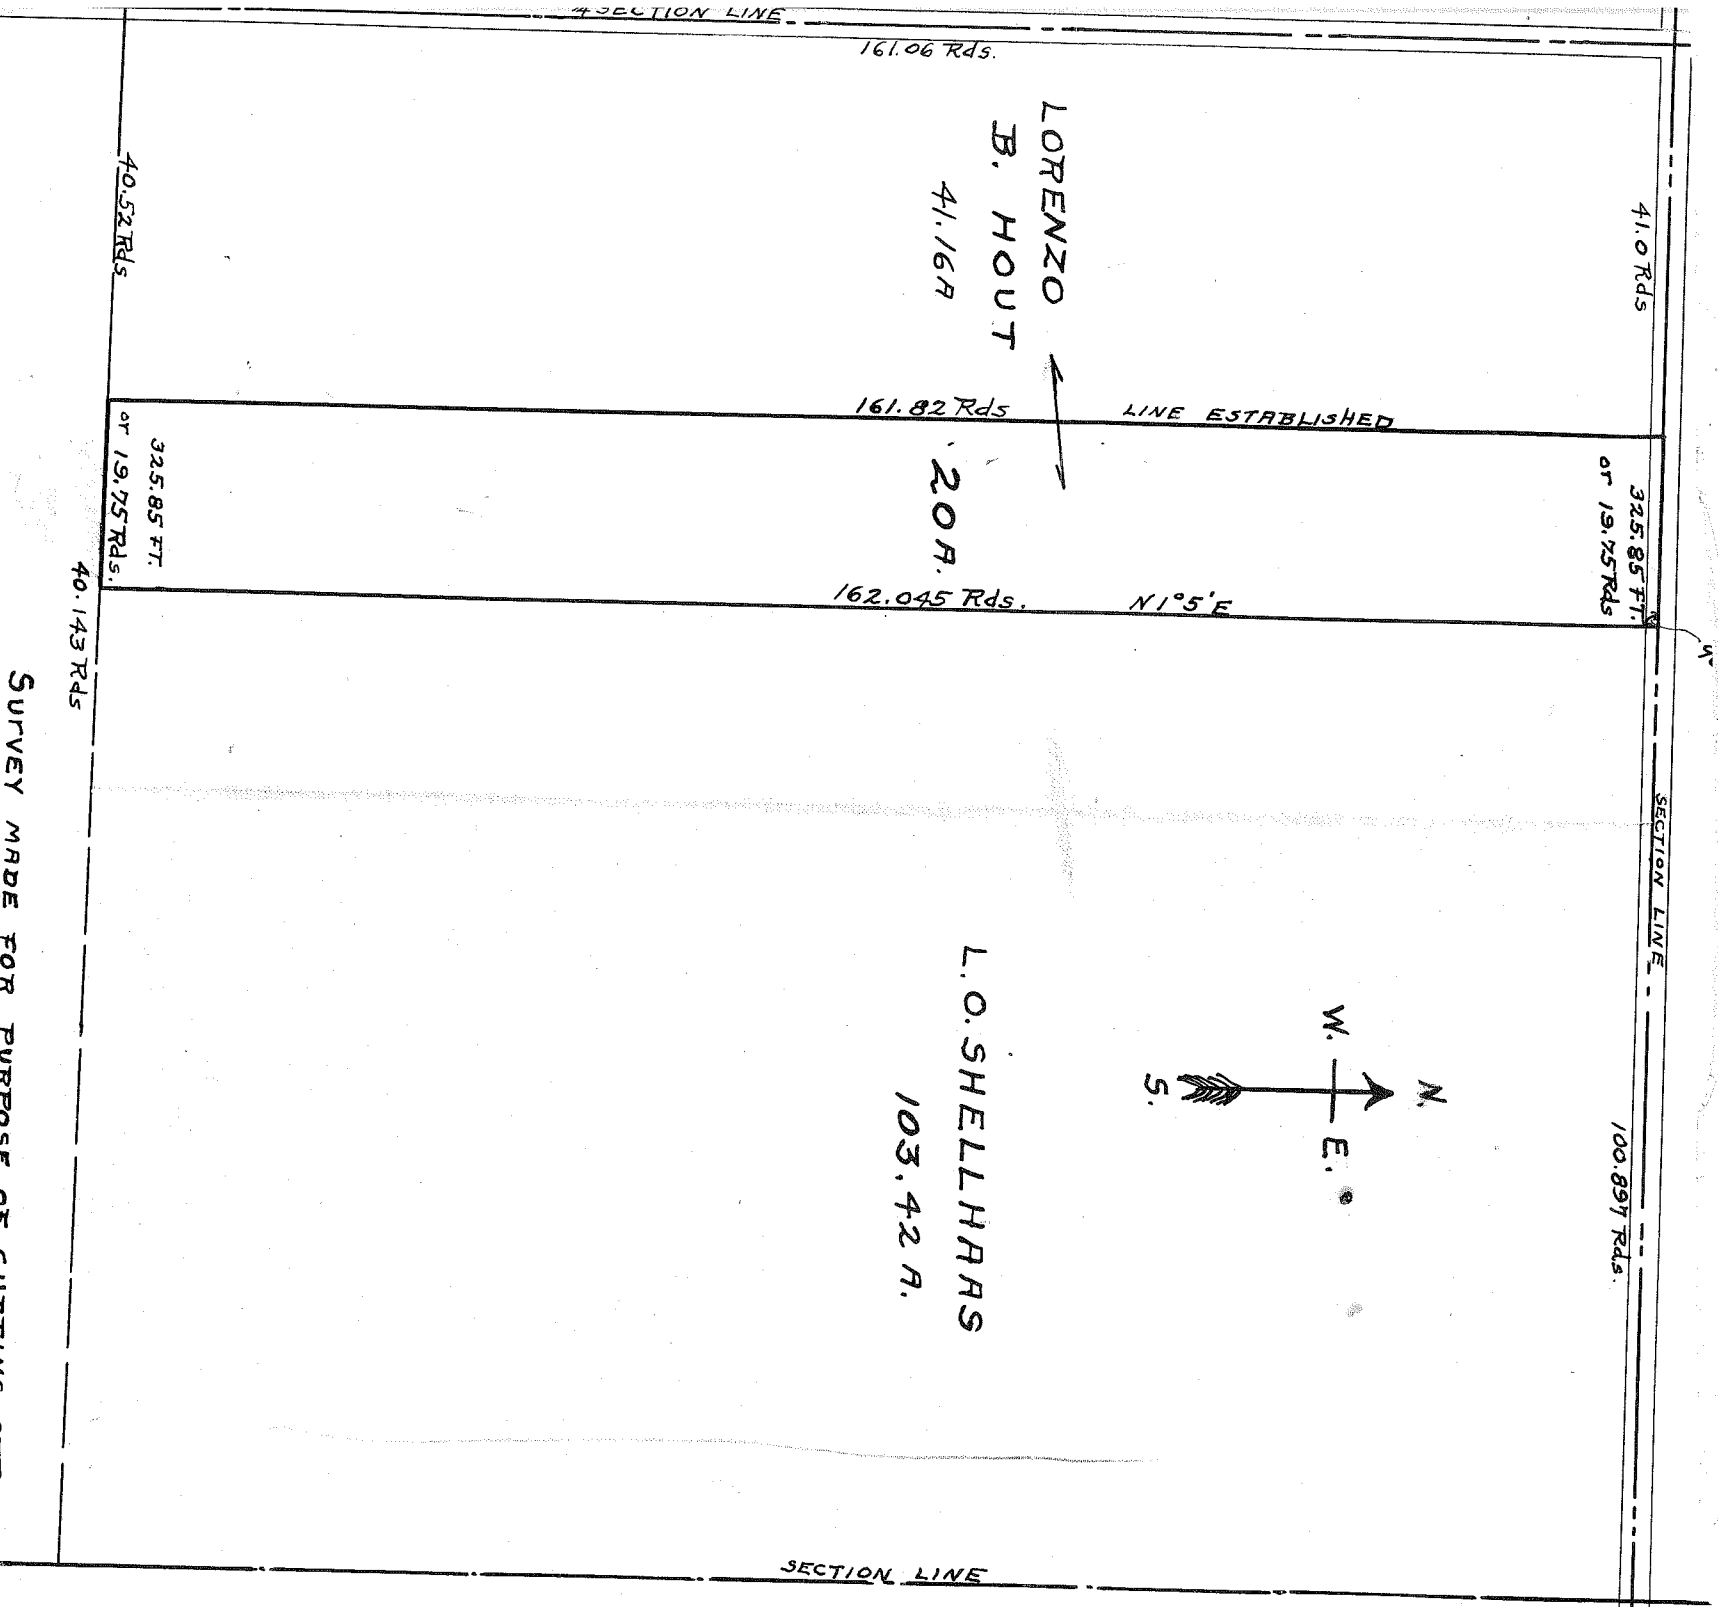 ¼ SECTION LINE
161.06 Rds.
LORENZO
B. HOUT
41.16A
41.0 Rds
40.52 Rds
161.82 Rds
LINE ESTABLISHED
325.85 FT.
or 19.75 Rds.
20A.
325.85 FT.
or 19.75 Rds
162.045 Rds.
N1°5'E
40.143 Rds
SECTION LINE
L.O. SHELLHAAS
103.42 A.
N.
W.
E.
S.
100.897 Rds.
SECTION LINE
SURVEY MADE FOR PURPOSE OF CUTTING